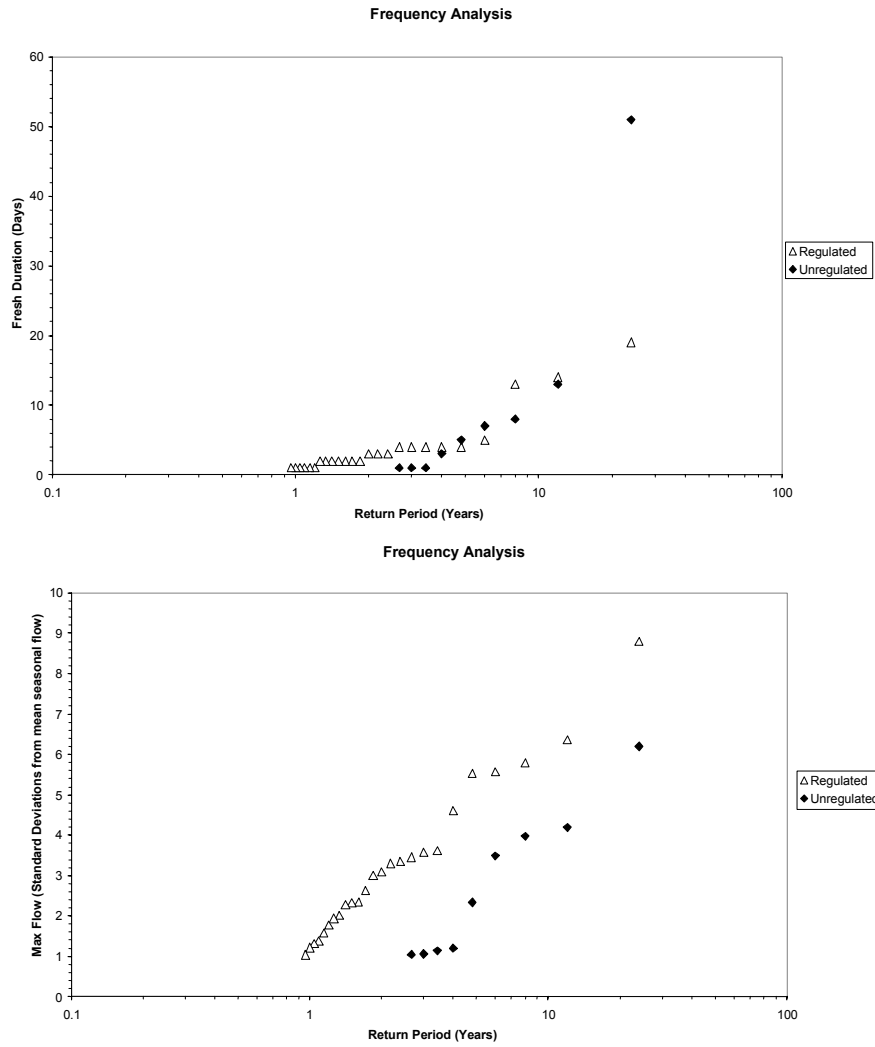 Frequency Analysis
60
50
40
30
20
10
0
0.1 1 10 100
Fresh Duration (Days)
Return Period (Years)
Regulated
Unregulated
Frequency Analysis
10
9
8
7
6
5
4
3
2
1
0
0.1 1 10 100
Max Flow (Standard Deviations from mean seasonal flow)
Return Period (Years)
Regulated
Unregulated